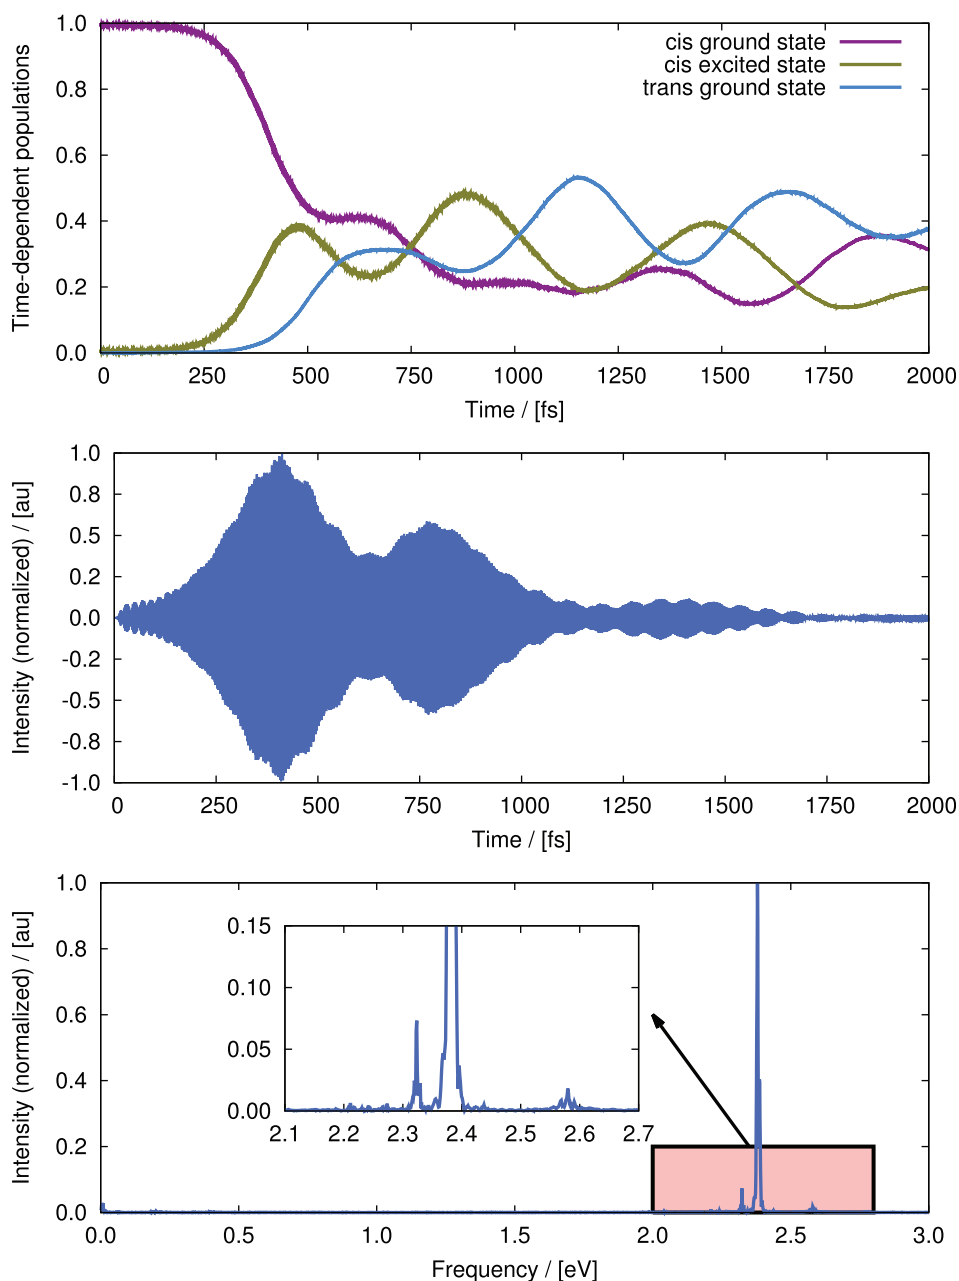 1.0
0.8
0.6
0.4
0.2
0.0
Time-dependent populations
cis ground state
cis excited state
trans ground state
0 250 500 750 1000 1250 1500 1750 2000
Time / [fs]
1.0
0.8
0.5
0.2
0.0
-0.2
-0.5
-0.8
-1.0
Intensity (normalized) / [au]
0 250 500 750 1000 1250 1500 1750 2000
Time / [fs]
1.0
0.8
0.6
0.4
0.2
0.0
Intensity (normalized) / [au]
0.15
0.10
0.05
0.00
2.1 2.2 2.3 2.4 2.5 2.6 2.7
0.0 0.5 1.0 1.5 2.0 2.5 3.0
Frequency / [eV]